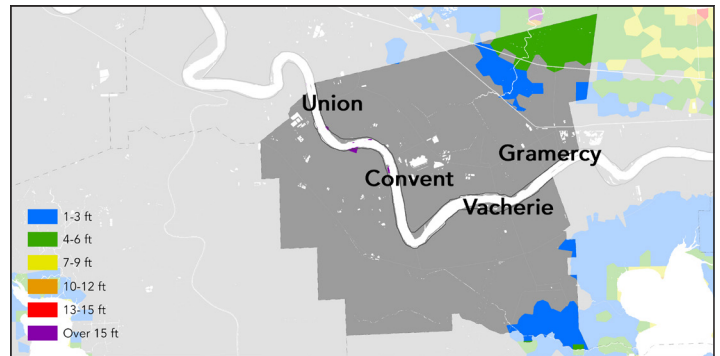 Union
Gramercy
Convent
Vacherie
1-3 ft
4-6 ft
7-9 ft
10-12 ft
13-15 ft
Over 15 ft